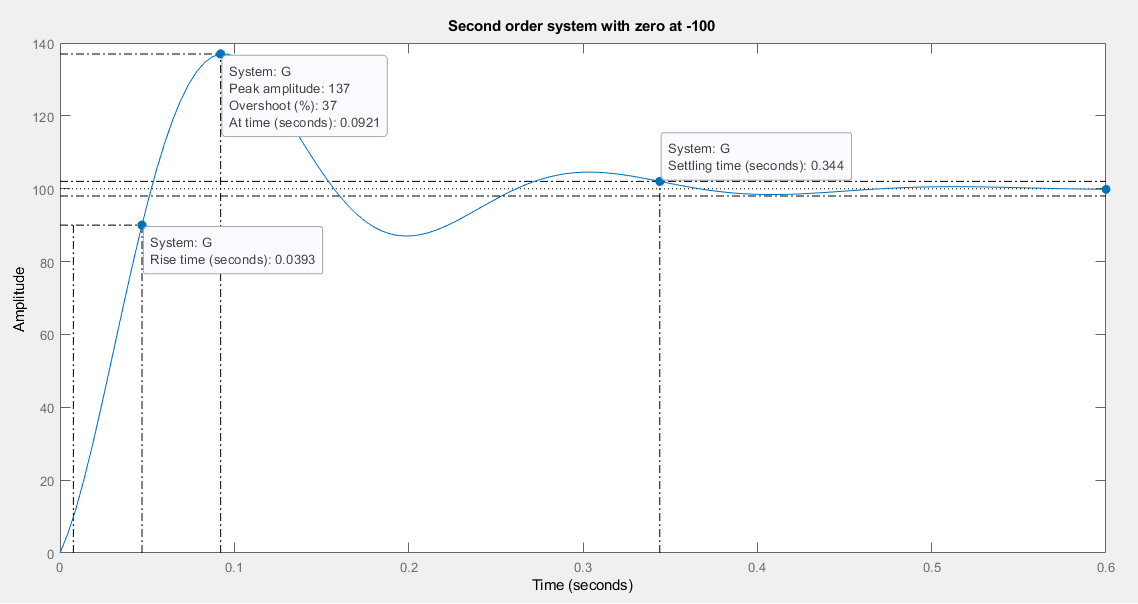 Second order system with zero at -100
140
System: G
Peak amplitude: 137
Overshoot (%): 37
At time (seconds): 0.0921
120
System: G
Settling time (seconds): 0.344
100
System: G
Rise time (seconds): 0.0393
80
60
40
20
0
Amplitude
0
0.1
0.2
0.3
0.4
0.5
0.6
Time (seconds)